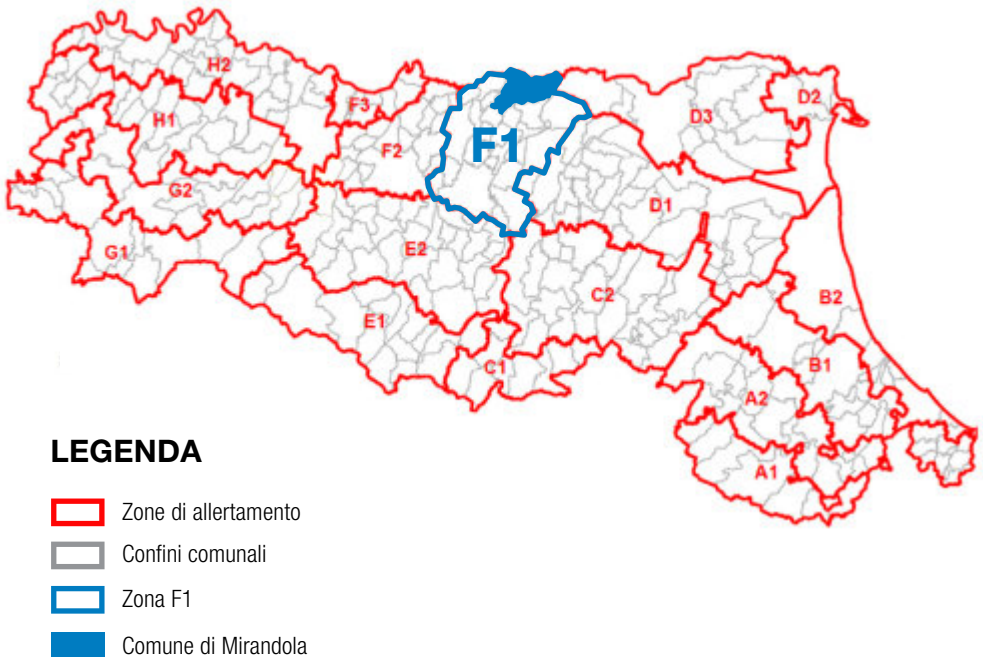 H2
D2
F3
H1
D3
F1
F2
G2
D1
E2
G1
C2
B2
E1
B1
C1
A2
A1
LEGENDA
Zone di allertamento
Confini comunali
Zona F1
Comune di Mirandola